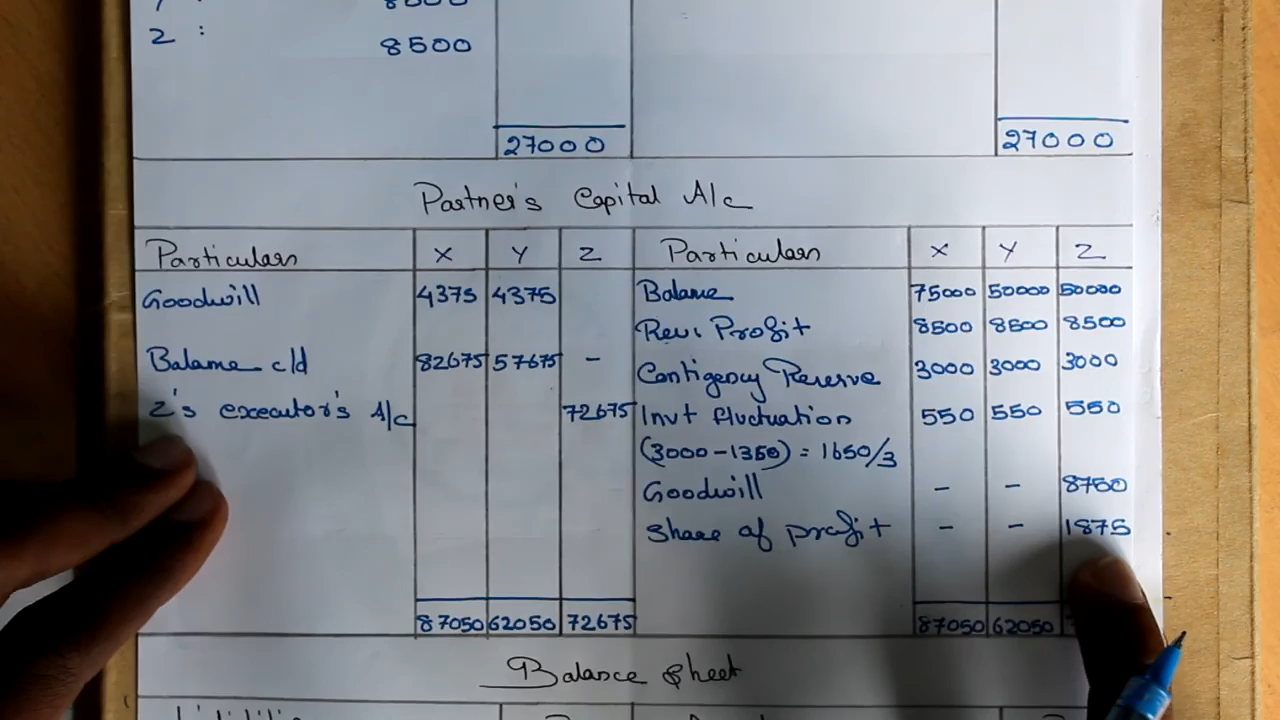 8500
Z : 8500
27000 27000
Partner's Capital A/c
Particulars X Y Z Particulars X Y Z
Goodwill 4375 4375 Balance 75000 50000 50000
Rev. Profit 8500 8500 8500
Balance c/d 82675 57675 - Contigency Reserve 3000 3000 3000
Z's executor's A/c 72675 Invt fluctuation 550 550 550
(3000-1350) = 1650/3
Goodwill - - 8750
Share of profit - - 1875
87050 62050 72675 87050 62050
Balance Sheet